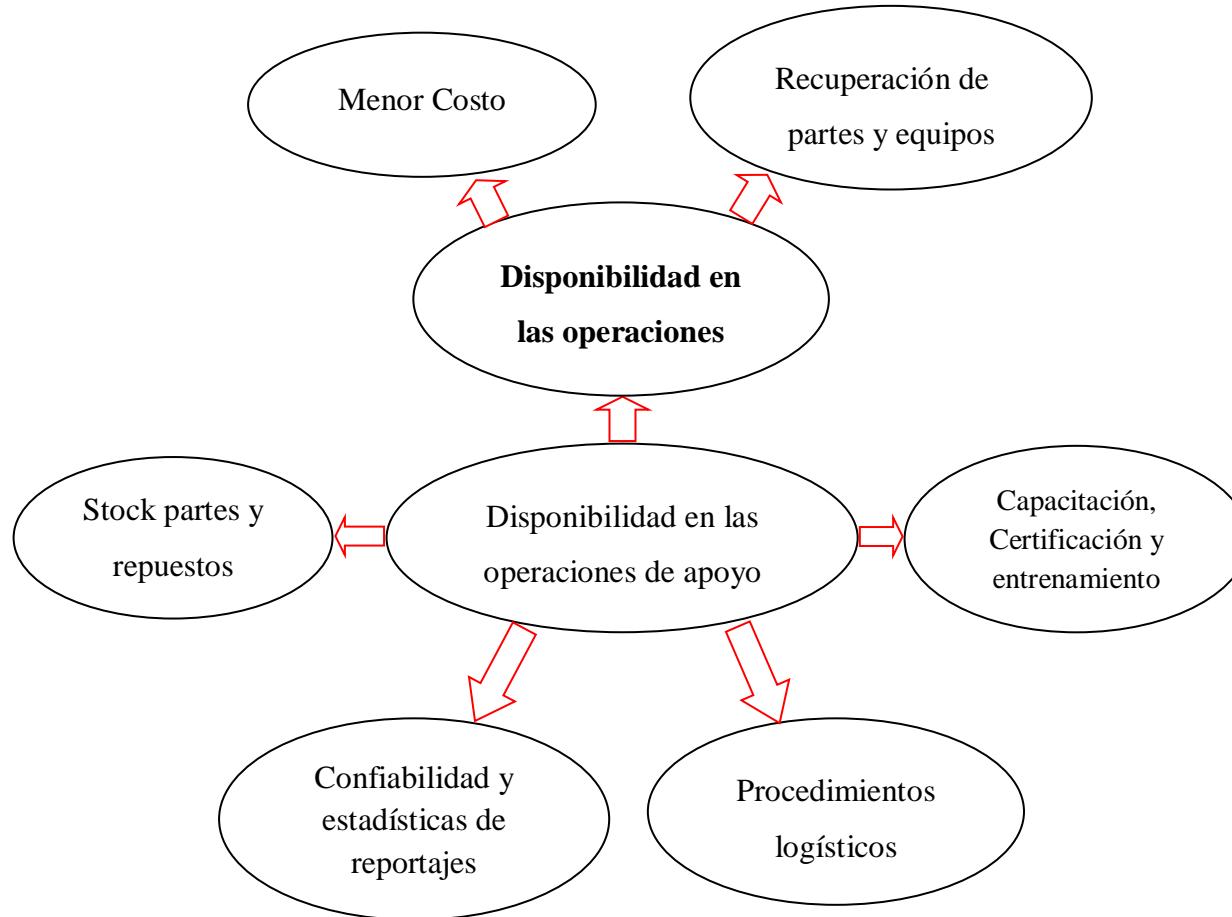 Menor Costo
Recuperación de
partes y equipos
Disponibilidad en
las operaciones
Stock partes y
repuestos
Disponibilidad en las
operaciones de apoyo
Capacitación,
Certificación y
entrenamiento
Confiabilidad y
estadísticas de
reportajes
Procedimientos
logísticos